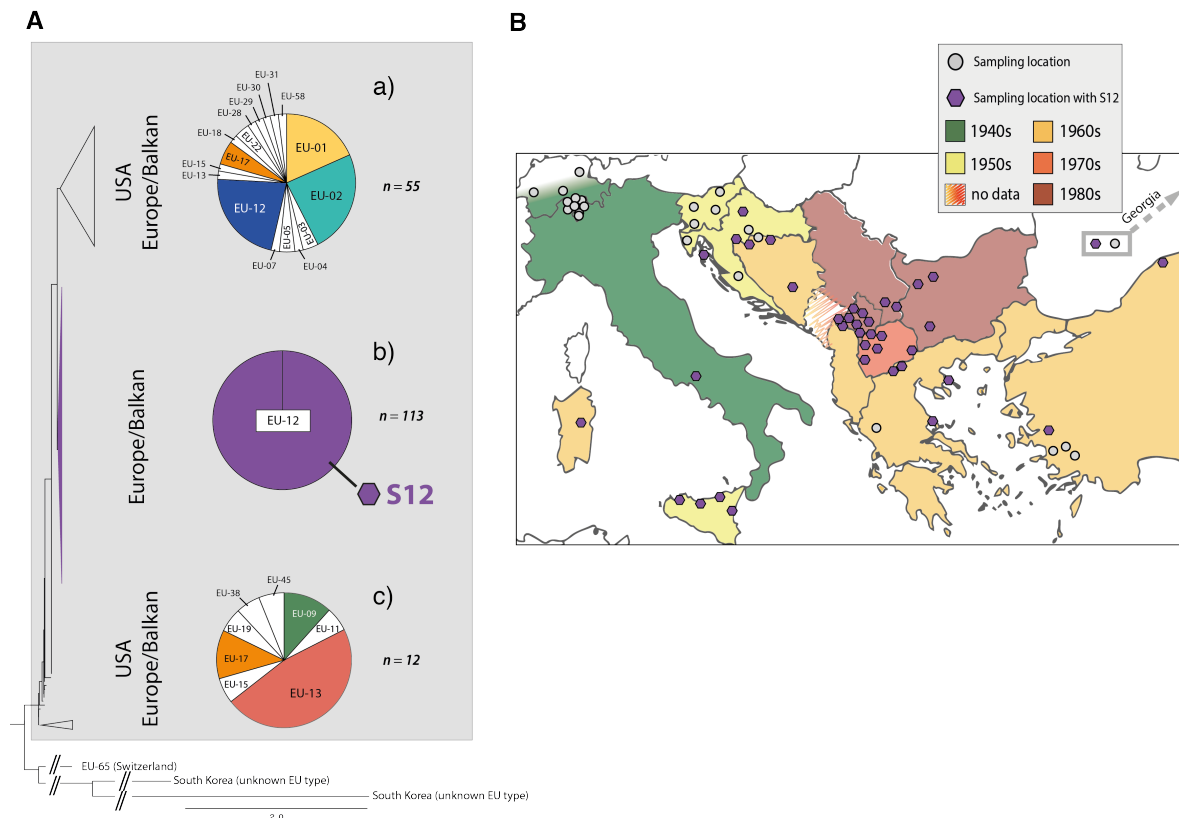 A
USA
Europe/Balkan
a)
EU-31
EU-30
EU-29
EU-28
EU-58
EU-18
EU-22
EU-17
EU-15
EU-13
EU-01
EU-02
EU-12
EU-05
EU-03
EU-07
EU-04
n = 55
Europe/Balkan
b)
EU-12
n = 113
S12
USA
Europe/Balkan
c)
EU-45
EU-38
EU-09
EU-19
EU-11
EU-17
EU-15
EU-13
n = 12
EU-65 (Switzerland)
South Korea (unknown EU type)
South Korea (unknown EU type)
2.0
B
Sampling location
Sampling location with S12
1940s
1960s
1950s
1970s
no data
1980s
Georgia